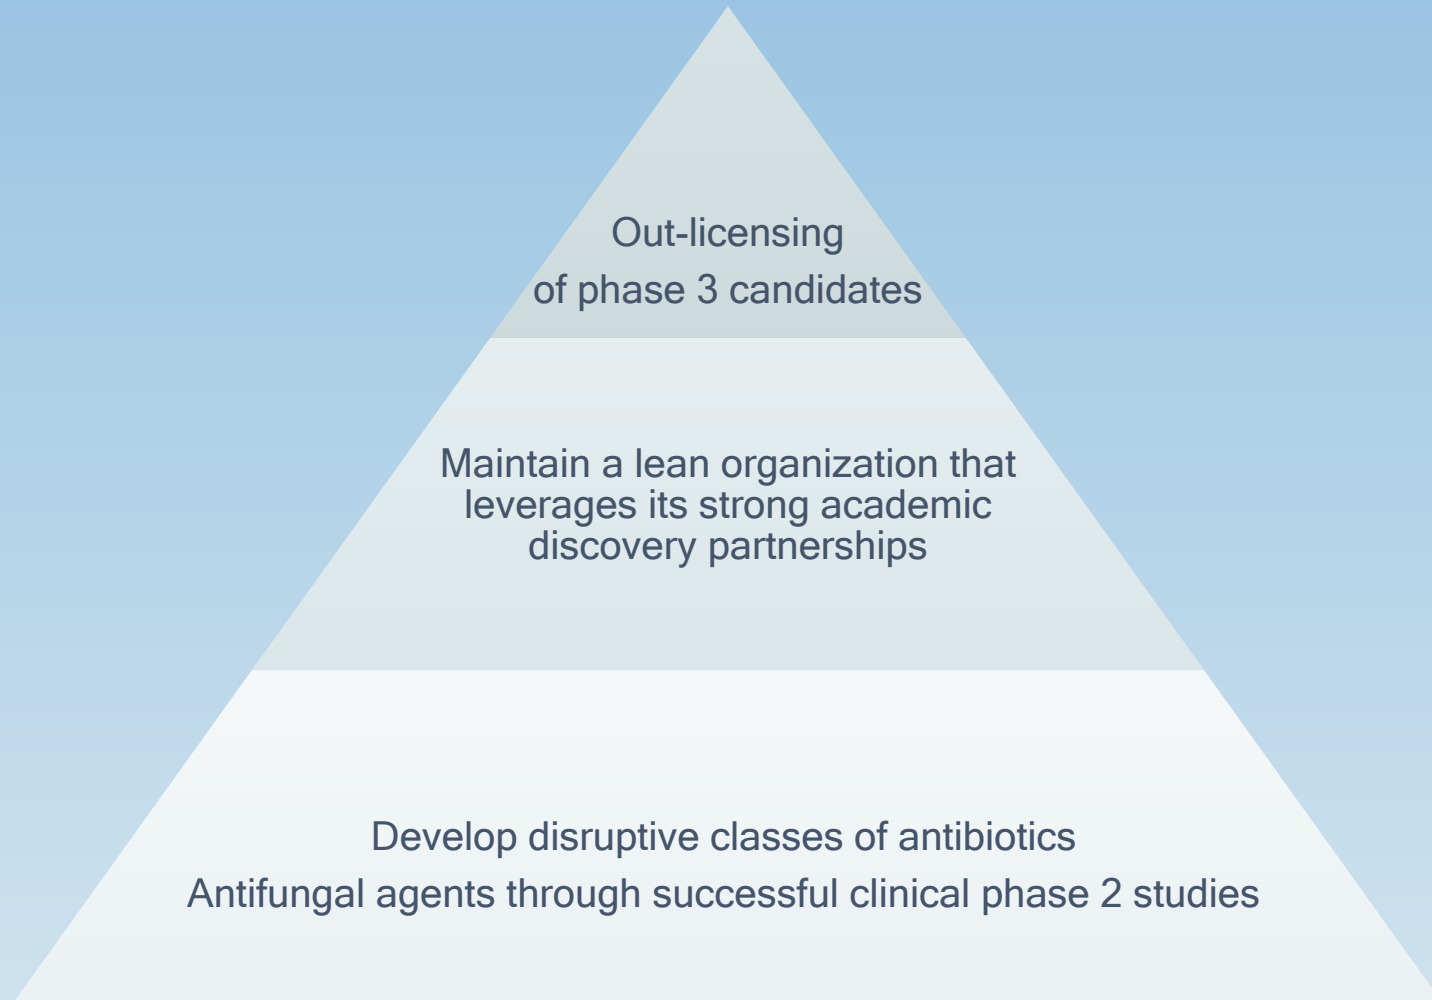 Out-licensing
of phase 3 candidates
Maintain a lean organization that
leverages its strong academic
discovery partnerships
Develop disruptive classes of antibiotics
Antifungal agents through successful clinical phase 2 studies